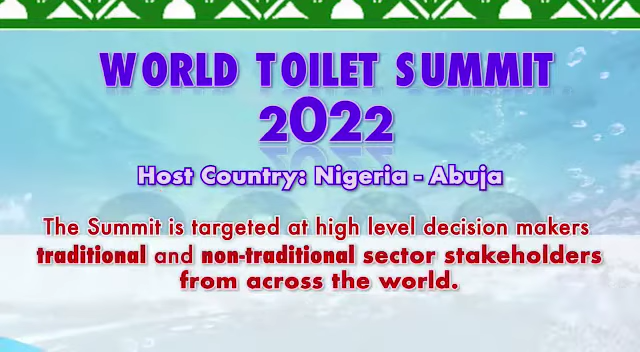 WORLD TOILET SUMMIT
2022
Host Country: Nigeria - Abuja
The Summit is targeted at high level decision makers
traditional and non-traditional sector stakeholders
from across the world.